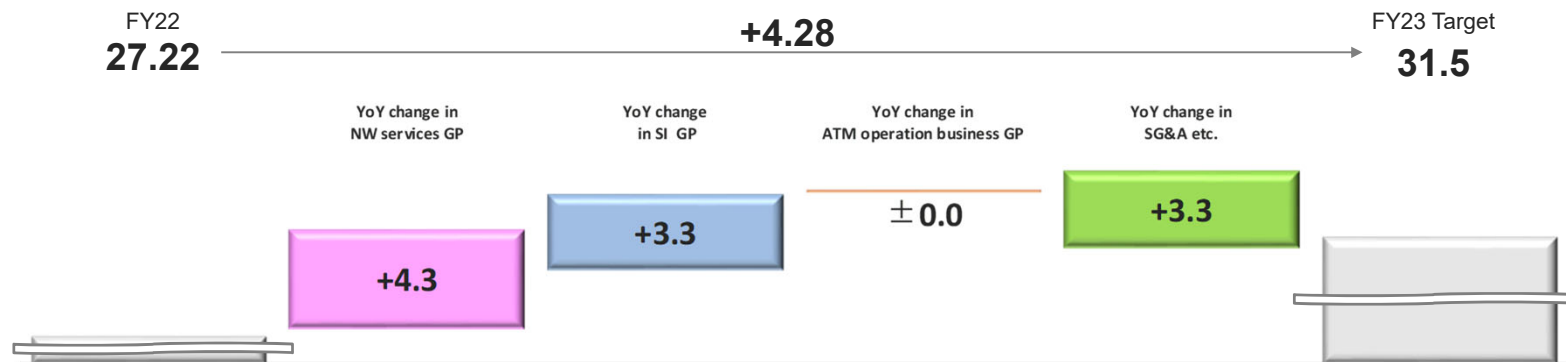 FY22
27.22
+4.28
FY23 Target
31.5
YoY change in
NW services GP
YoY change
in SI GP
YoY change in
ATM operation business GP
YoY change in
SG&A etc.
+4.3
+3.3
±0.0
+3.3